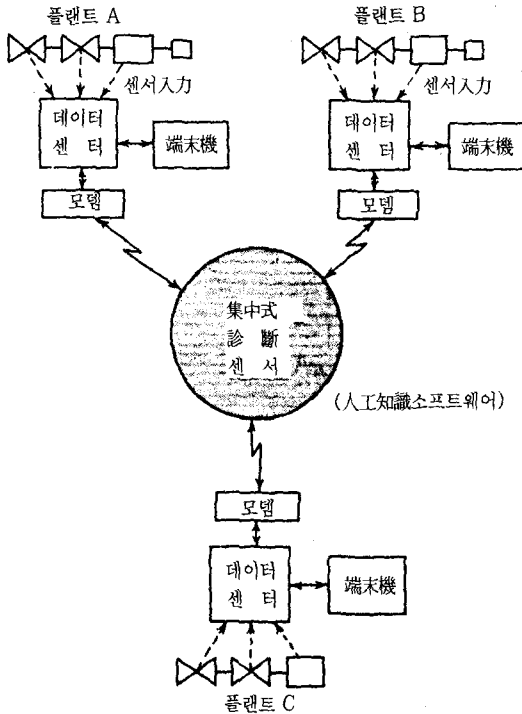 플랜트 A
플랜트 B
센서入力
센서入力
데이터
센 터
端末機
데이터
센 터
端末機
모뎀
모뎀
集中式
診 斷
센 서
(人工知識소프트웨어)
모뎀
데이터
센 터
端末機
플랜트 C